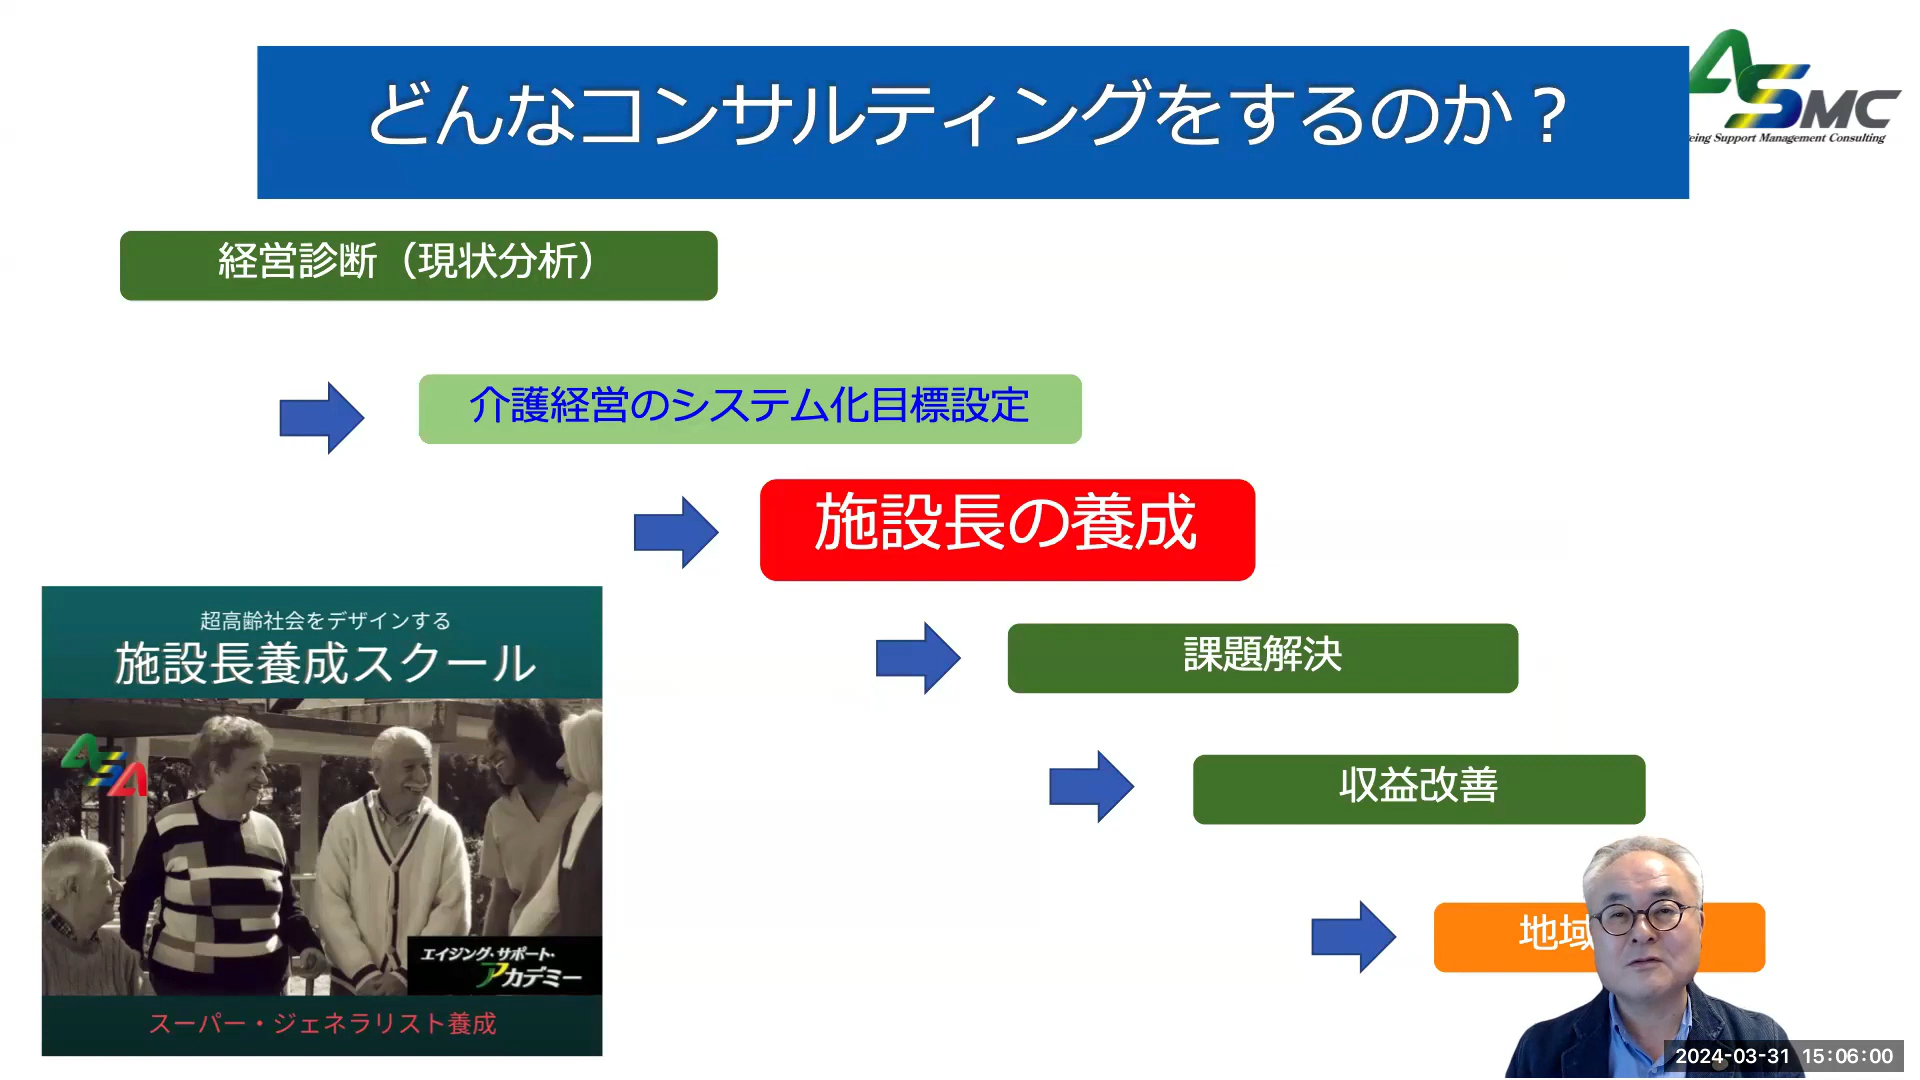 どんなコンサルティングをするのか？
ASMC
eing Support Management Consulting
経営診断（現状分析）
介護経営のシステム化目標設定
施設長の養成
課題解決
収益改善
地域
超高齢社会をデザインする
施設長養成スクール
ASA
エイジング・サポート・
アカデミー
スーパー・ジェネラリスト養成
2024-03-31 15:06:00